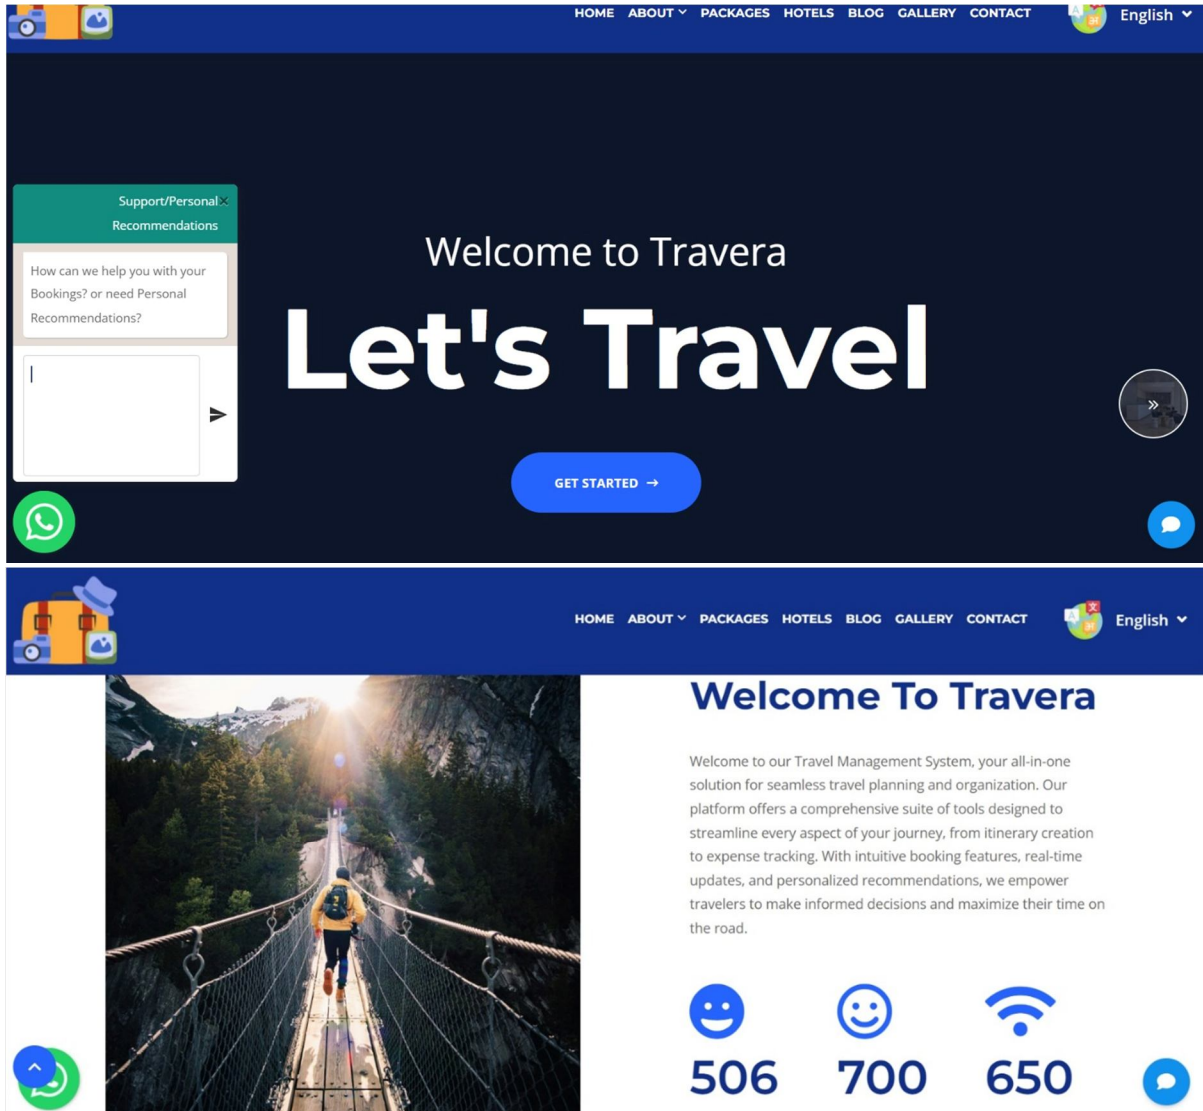 HOME ABOUT PACKAGES HOTELS BLOG GALLERY CONTACT English
Support/Personal
Recommendations
How can we help you with your
Bookings? or need Personal
Recommendations?
Welcome to Travera
Let's Travel
GET STARTED →
HOME ABOUT PACKAGES HOTELS BLOG GALLERY CONTACT English
Welcome To Travera
Welcome to our Travel Management System, your all-in-one
solution for seamless travel planning and organization. Our
platform offers a comprehensive suite of tools designed to
streamline every aspect of your journey, from itinerary creation
to expense tracking. With intuitive booking features, real-time
updates, and personalized recommendations, we empower
travelers to make informed decisions and maximize their time on
the road.
506 700 650